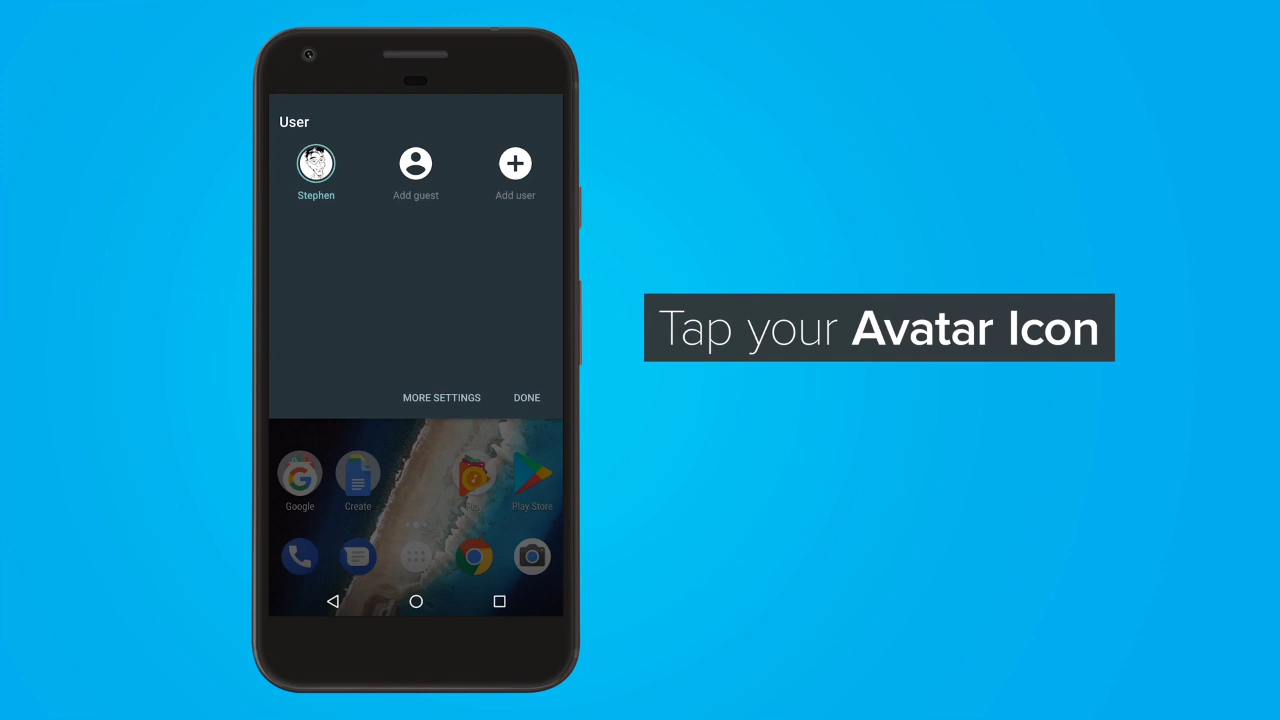 User
Stephen
Add guest
Add user
Tap your Avatar Icon
MORE SETTINGS
DONE
Google
Create
Play Store